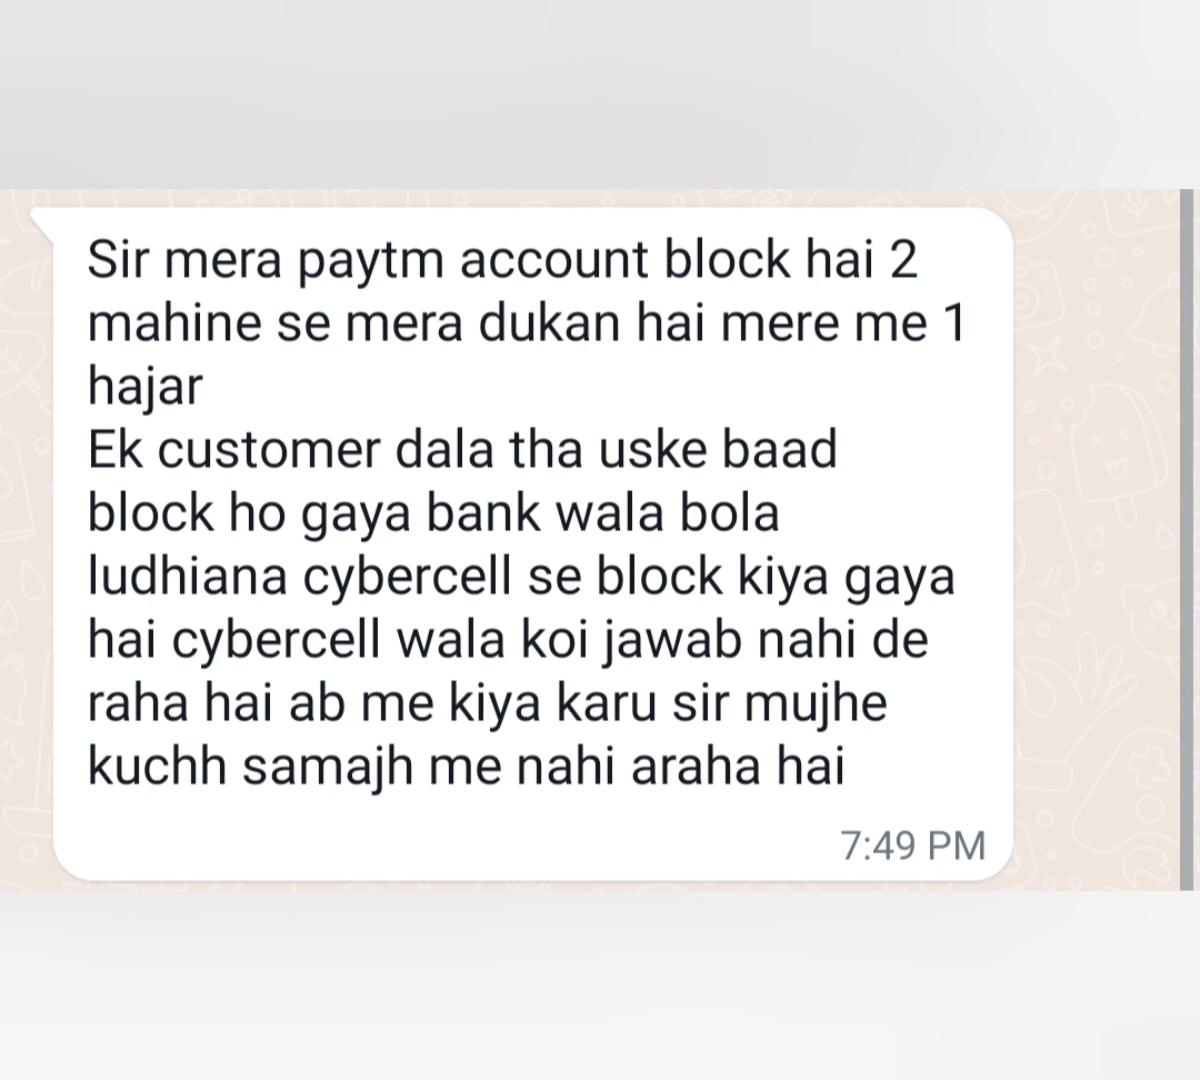 Sir mera paytm account block hai 2
mahine se mera dukan hai mere me 1
hajar
Ek customer dala tha uske baad
block ho gaya bank wala bola
ludhiana cybercell se block kiya gaya
hai cybercell wala koi jawab nahi de
raha hai ab me kiya karu sir mujhe
kuchh samajh me nahi araha hai
7:49 PM